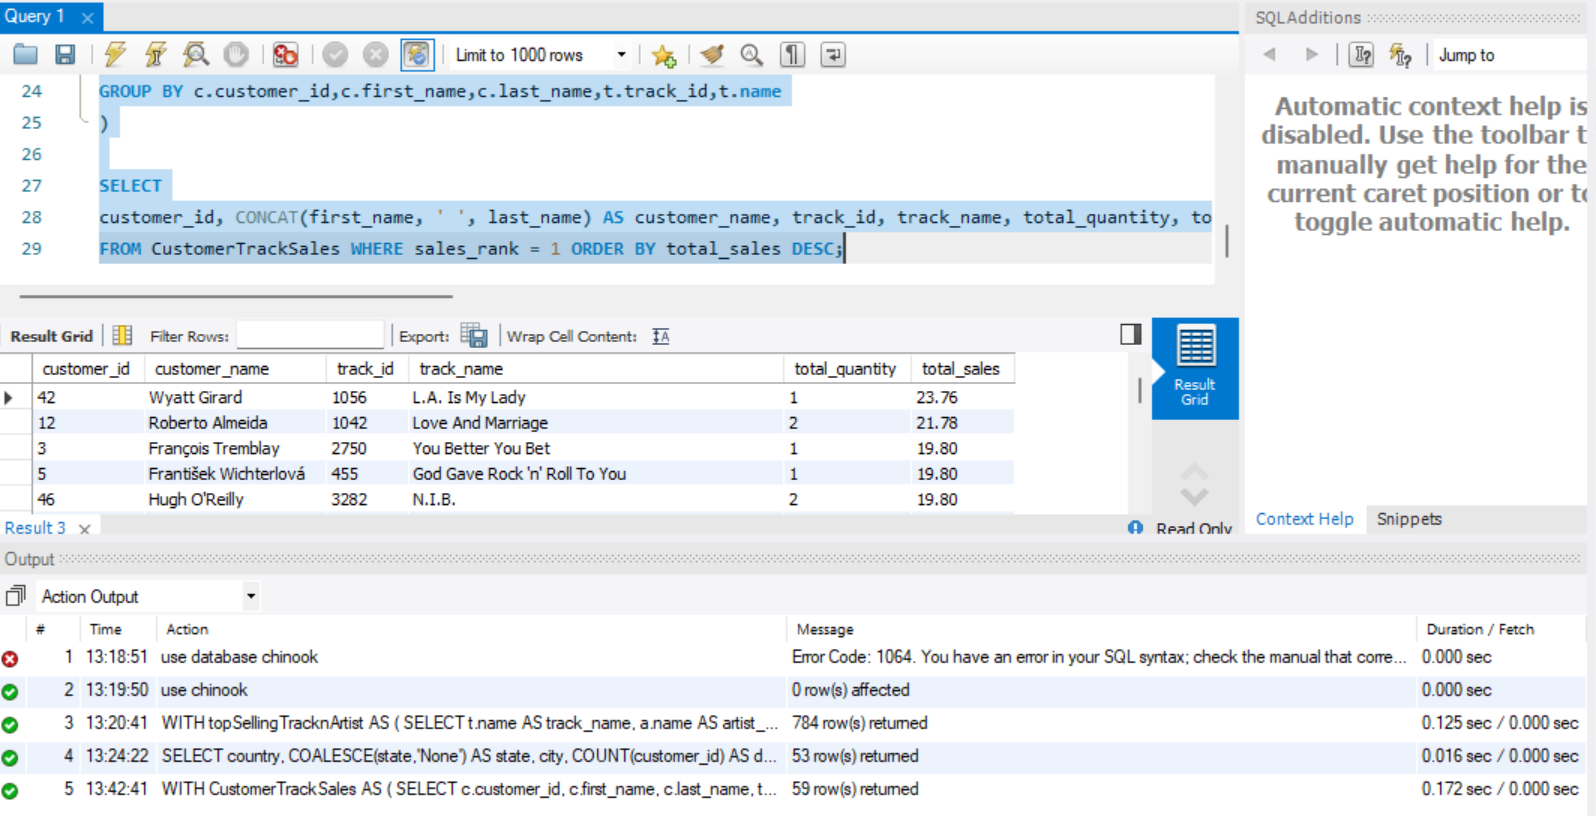 Query 1
SQLAdditions
Limit to 1000 rows
Jump to
24 GROUP BY c.customer_id,c.first_name,c.last_name,t.track_id,t.name
25 )
26
27 SELECT
28 customer_id, CONCAT(first_name, ' ', last_name) AS customer_name, track_id, track_name, total_quantity, to
29 FROM CustomerTrackSales WHERE sales_rank = 1 ORDER BY total_sales DESC;
Automatic context help is
disabled. Use the toolbar t
manually get help for the
current caret position or to
toggle automatic help.
Result Grid Filter Rows: Export: Wrap Cell Content:
customer_id customer_name track_id track_name total_quantity total_sales
42 Wyatt Girard 1056 L.A. Is My Lady 1 23.76
12 Roberto Almeida 1042 Love And Marriage 2 21.78
3 François Tremblay 2750 You Better You Bet 1 19.80
5 František Wichterlová 455 God Gave Rock 'n' Roll To You 1 19.80
46 Hugh O'Reilly 3282 N.I.B. 2 19.80
Result
Grid
Result 3
Read Only
Context Help Snippets
Output
Action Output
# Time Action Message Duration / Fetch
1 13:18:51 use database chinook Error Code: 1064. You have an error in your SQL syntax; check the manual that corre... 0.000 sec
2 13:19:50 use chinook 0 row(s) affected 0.000 sec
3 13:20:41 WITH topSellingTracknArtist AS ( SELECT t.name AS track_name, a.name AS artist_... 784 row(s) returned 0.125 sec / 0.000 sec
4 13:24:22 SELECT country, COALESCE(state,'None') AS state, city, COUNT(customer_id) AS d... 53 row(s) returned 0.016 sec / 0.000 sec
5 13:42:41 WITH CustomerTrackSales AS ( SELECT c.customer_id, c.first_name, c.last_name, t... 59 row(s) returned 0.172 sec / 0.000 sec